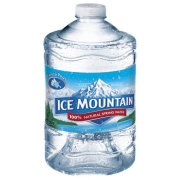 ICE MOUNTAIN
100% NATURAL SPRING WATER